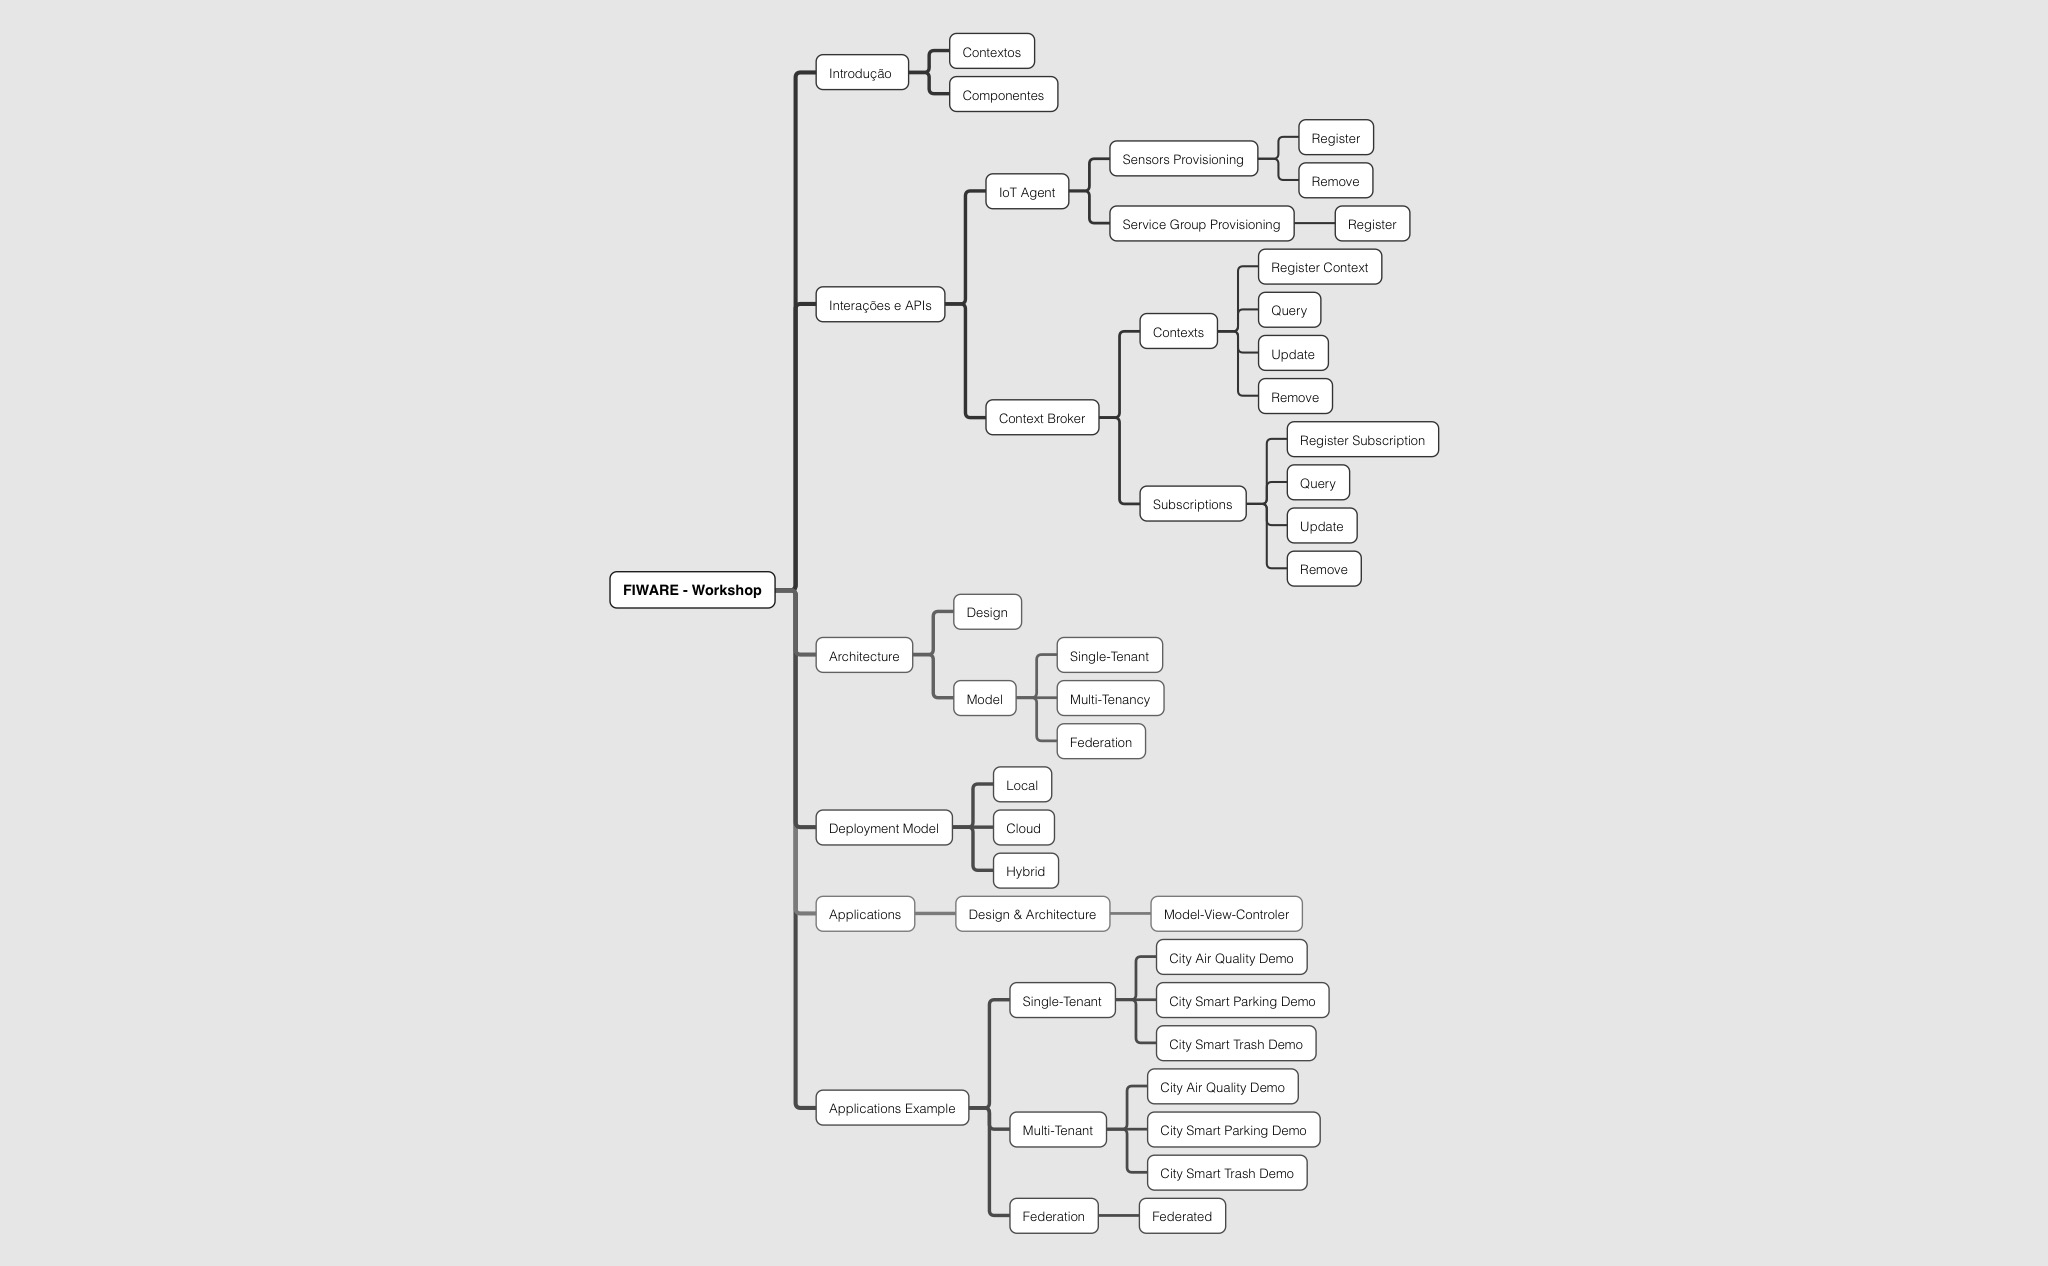 FIWARE - Workshop
Introdução
Contextos
Componentes
Interações e APIs
IoT Agent
Sensors Provisioning
Register
Remove
Service Group Provisioning
Register
Context Broker
Contexts
Register Context
Query
Update
Remove
Subscriptions
Register Subscription
Query
Update
Remove
Architecture
Design
Model
Single-Tenant
Multi-Tenancy
Federation
Deployment Model
Local
Cloud
Hybrid
Applications
Design & Architecture
Model-View-Controler
Applications Example
Single-Tenant
City Air Quality Demo
City Smart Parking Demo
City Smart Trash Demo
Multi-Tenant
City Air Quality Demo
City Smart Parking Demo
City Smart Trash Demo
Federation
Federated